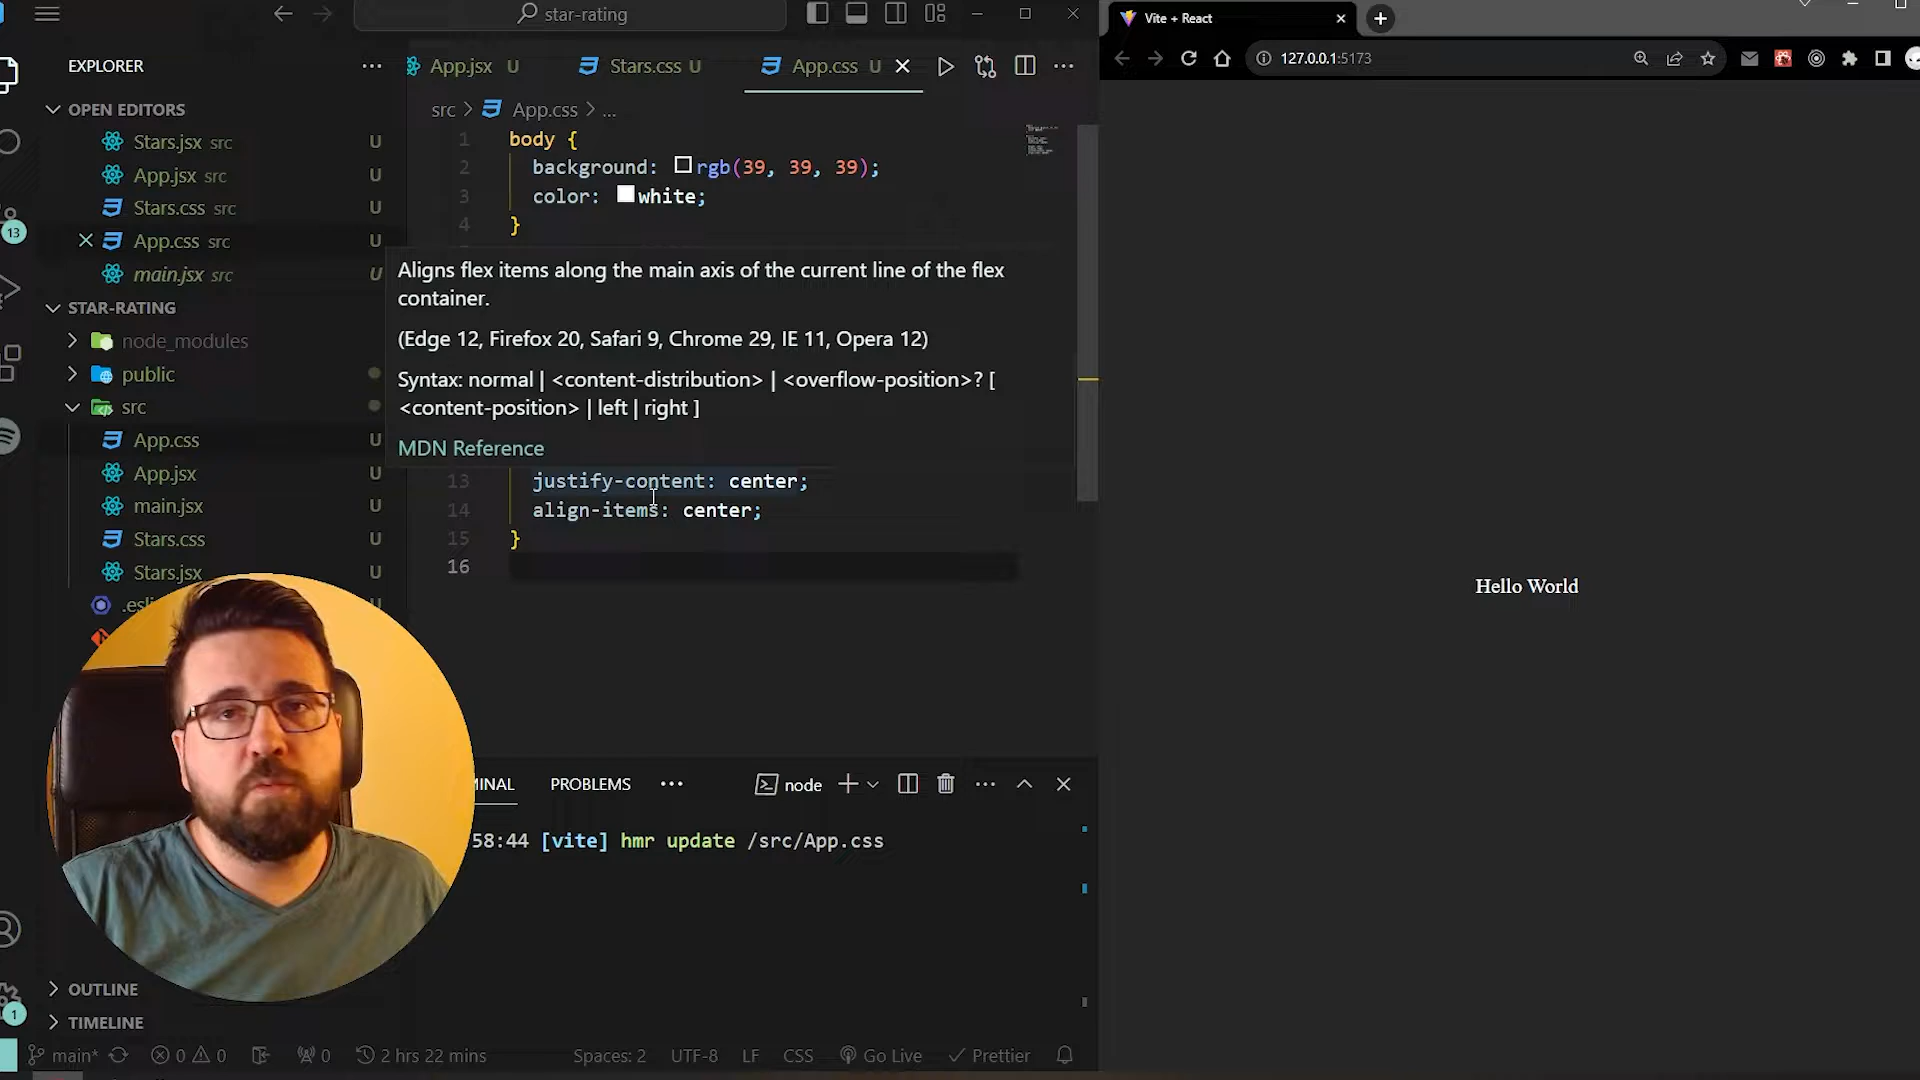 star-rating
EXPLORER
OPEN EDITORS
Stars.jsx src U
App.jsx src U
Stars.css src U
App.css src U
main.jsx src U
STAR-RATING
node_modules
public
src
App.css U
App.jsx U
main.jsx U
Stars.css U
Stars.jsx U
.esli
13
1
OUTLINE
TIMELINE
App.jsx U
Stars.css U
App.css U
src > App.css > ...
1 body {
2 background: rgb(39, 39, 39);
3 color: white;
4 }
Aligns flex items along the main axis of the current line of the flex
container.
(Edge 12, Firefox 20, Safari 9, Chrome 29, IE 11, Opera 12)
Syntax: normal | <content-distribution> | <overflow-position>? [
<content-position> | left | right ]
MDN Reference
13 justify-content: center;
14 align-items: center;
15 }
16
MINAL
PROBLEMS
node
58:44 [vite] hmr update /src/App.css
main*
0
0
0
2 hrs 22 mins
Spaces: 2
UTF-8
LF
CSS
Go Live
Prettier
Vite + React
127.0.0.1:5173
Hello World